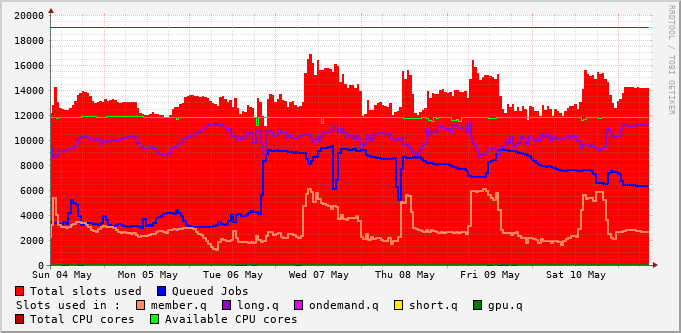 RRDTOOL / TOBI OETIKER
20000
18000
16000
14000
12000
10000
8000
6000
4000
2000
0
Sun 04 May Mon 05 May Tue 06 May Wed 07 May Thu 08 May Fri 09 May Sat 10 May
Total slots used Queued Jobs
Slots used in : member.q long.q ondemand.q short.q gpu.q
Total CPU cores Available CPU cores